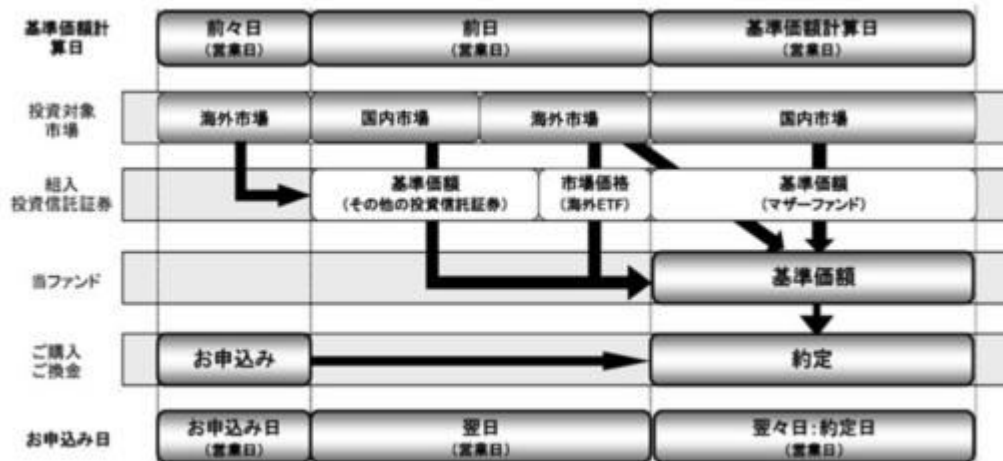 基準価額計
算日
前々日
(営業日)
前日
(営業日)
基準価額計算日
(営業日)
投資対象
市場
海外市場
国内市場
海外市場
国内市場
組入
投資信託証券
基準価額
(その他の投資信託証券)
市場価格
(海外ETF)
基準価額
(マザーファンド)
当ファンド
基準価額
ご購入
ご換金
お申込み
約定
お申込み日
お申込み日
(営業日)
翌日
(営業日)
翌々日:約定日
(営業日)